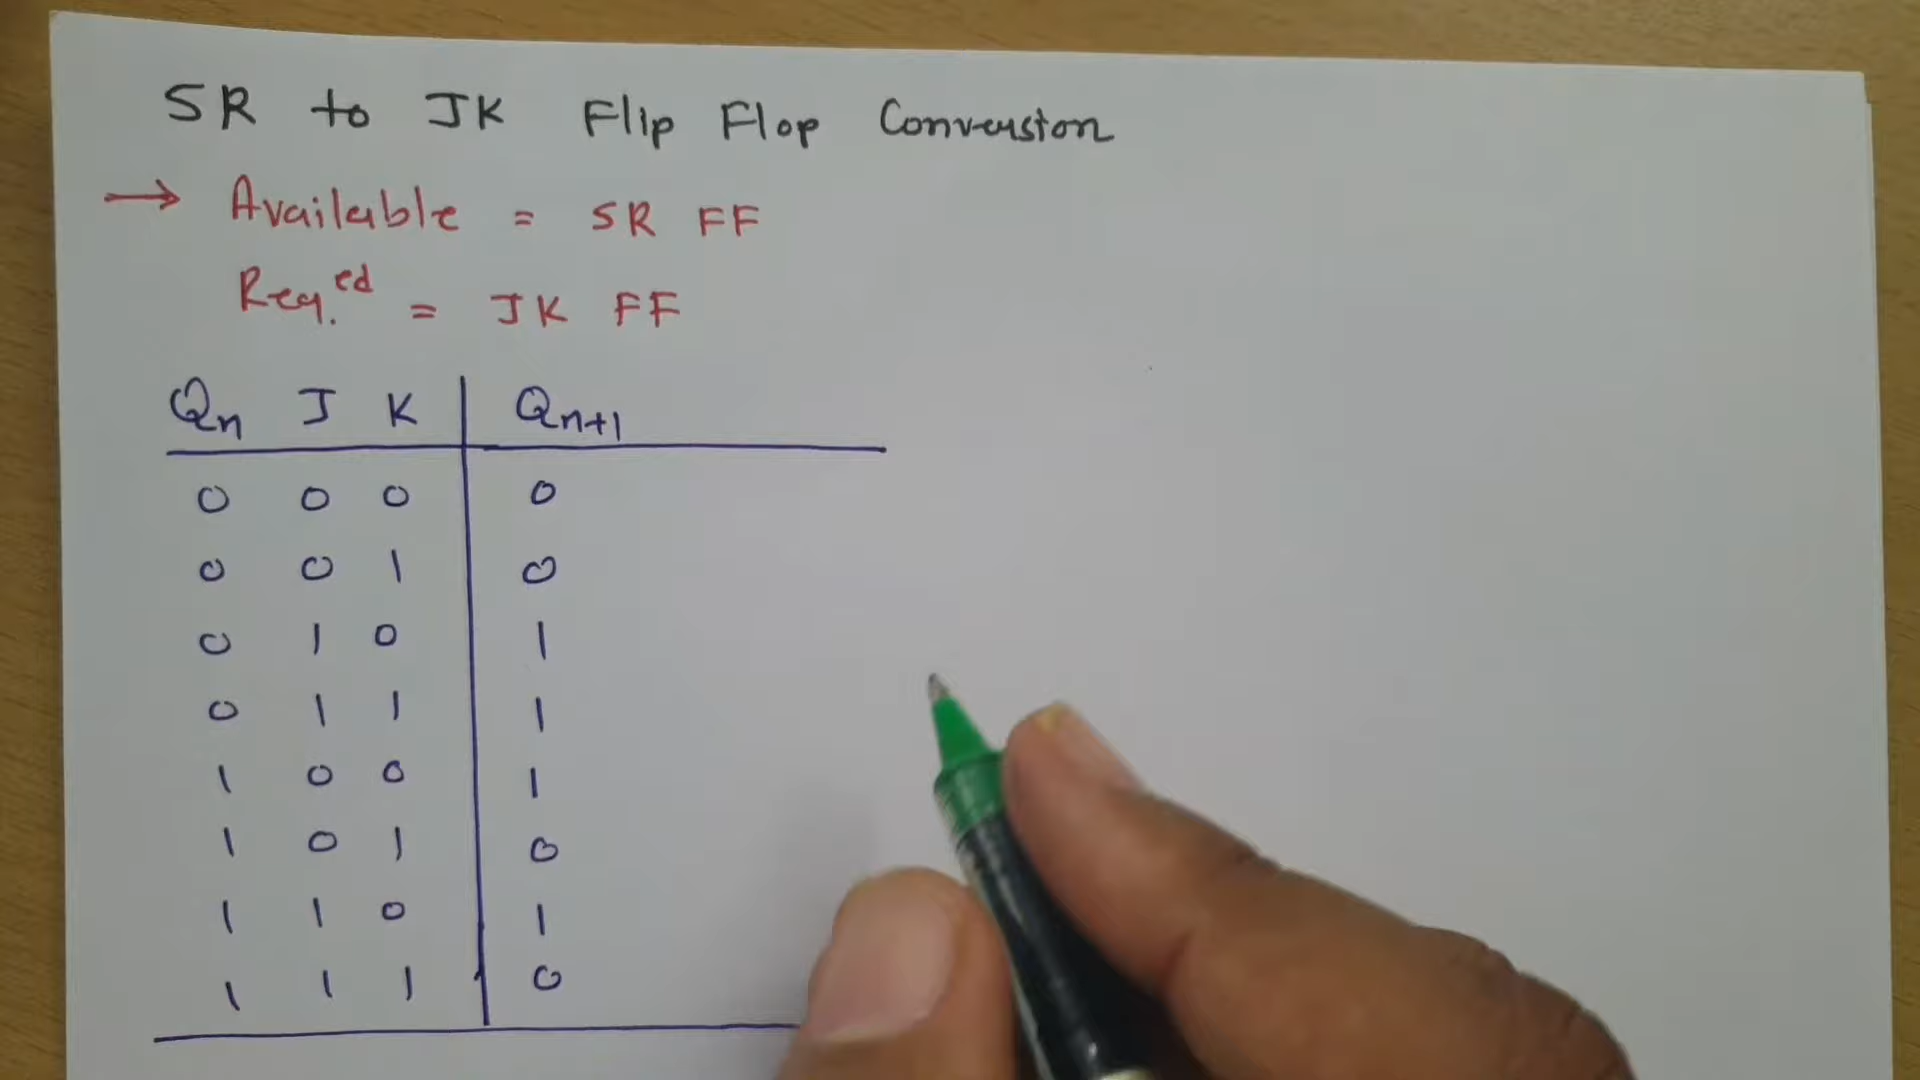 SR to JK Flip Flop Conversion
→ Available = SR FF
Req.ed = JK FF
Qn J K | Qn+1
0 0 0 | 0
0 0 1 | 0
0 1 0 | 1
0 1 1 | 1
1 0 0 | 1
1 0 1 | 0
1 1 0 | 1
1 1 1 | 0